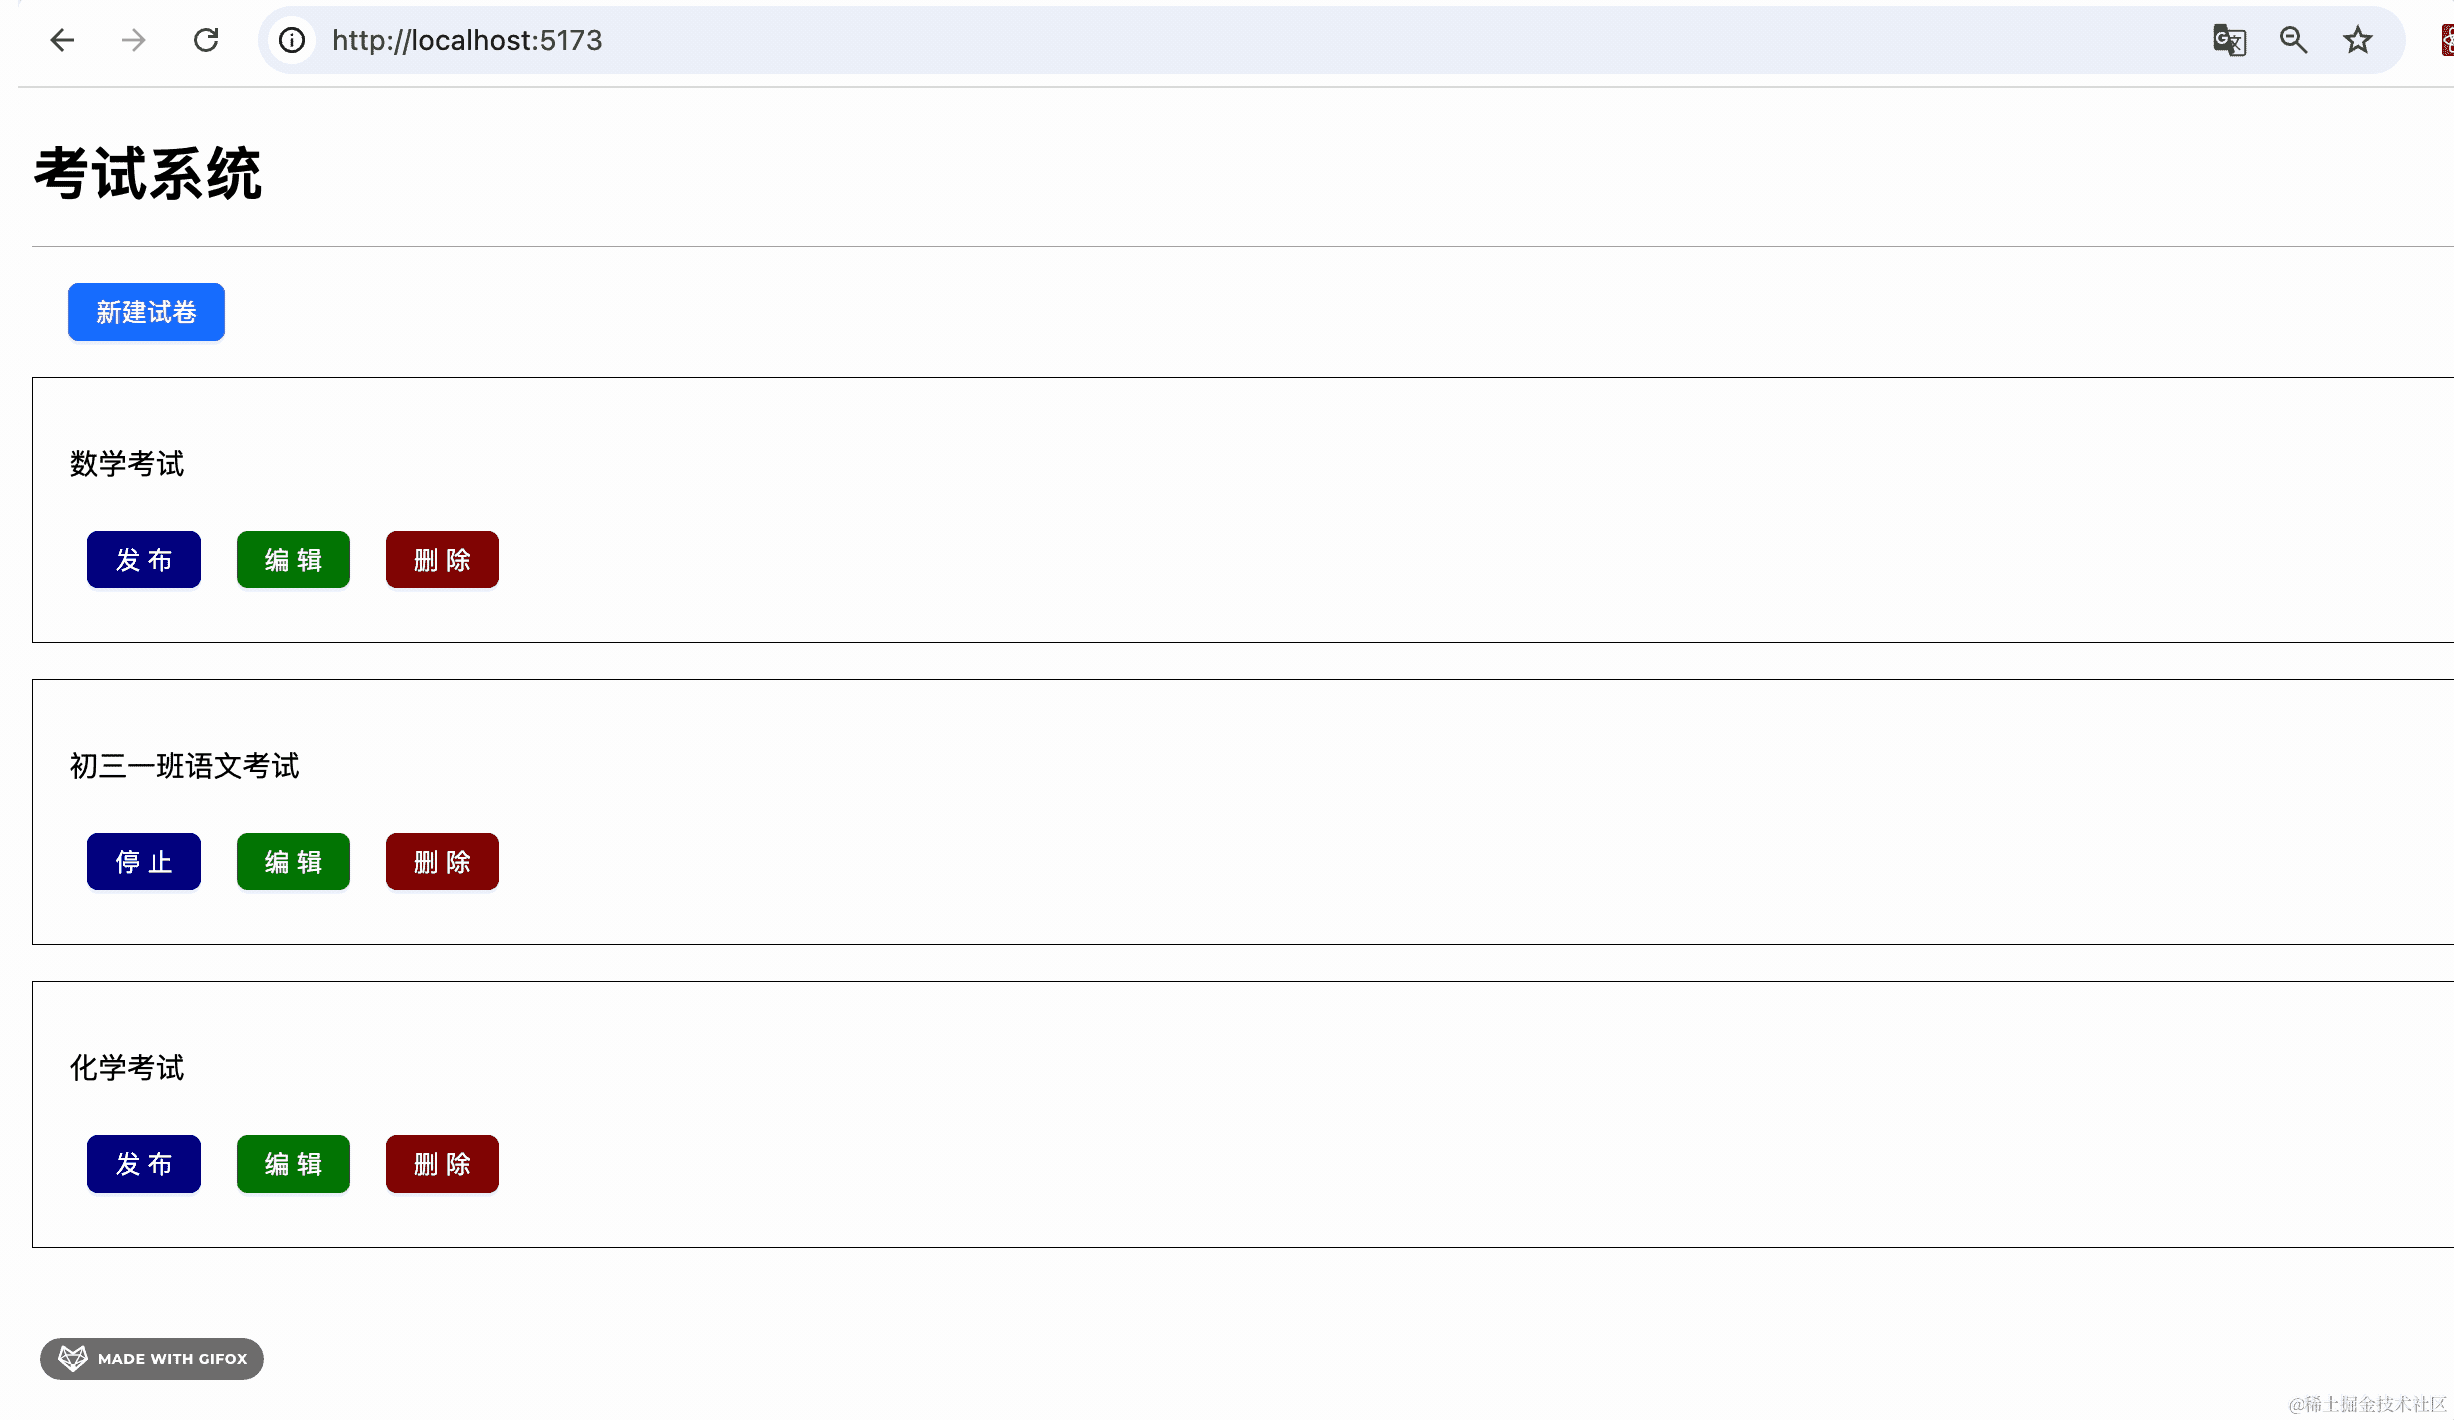 http://localhost:5173
考试系统
新建试卷
数学考试
发 布 编 辑 删 除
初三一班语文考试
停 止 编 辑 删 除
化学考试
发 布 编 辑 删 除
MADE WITH GIFOX
@稀土掘金技术社区